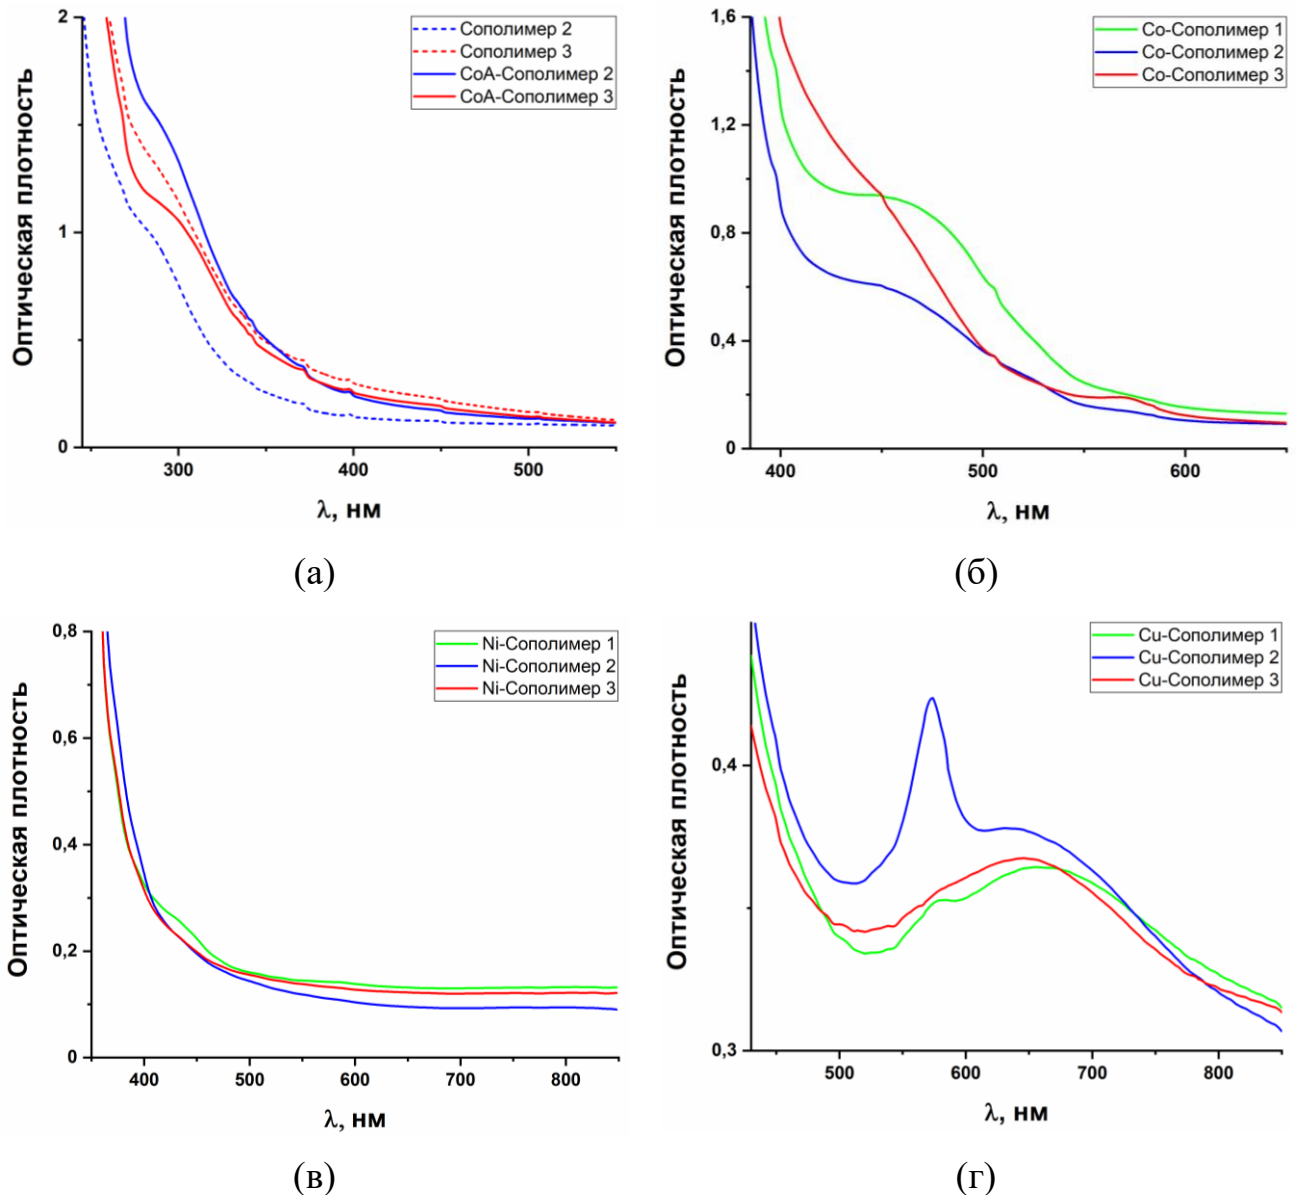 2
1
0
300
400
500
Оптическая плотность
λ, нм
Сополимер 2
Сополимер 3
CoA-Сополимер 2
CoA-Сополимер 3
(а)
1,6
1,2
0,8
0,4
0
400
500
600
Оптическая плотность
λ, нм
Co-Сополимер 1
Co-Сополимер 2
Co-Сополимер 3
(б)
0,8
0,6
0,4
0,2
0
400
500
600
700
800
Оптическая плотность
λ, нм
Ni-Сополимер 1
Ni-Сополимер 2
Ni-Сополимер 3
(в)
0,4
0,3
500
600
700
800
Оптическая плотность
λ, нм
Cu-Сополимер 1
Cu-Сополимер 2
Cu-Сополимер 3
(г)